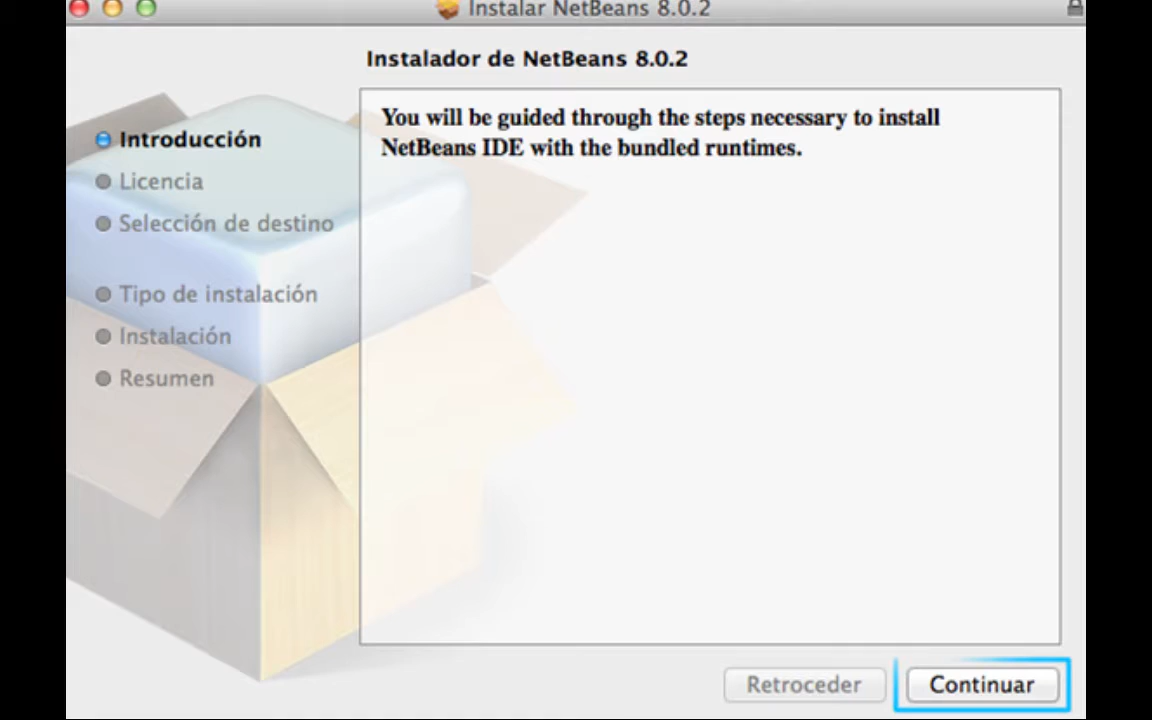 Instalar NetBeans 8.0.2
Instalador de NetBeans 8.0.2
Introducción
Licencia
Selección de destino
Tipo de instalación
Instalación
Resumen
You will be guided through the steps necessary to install
NetBeans IDE with the bundled runtimes.
Retroceder
Continuar